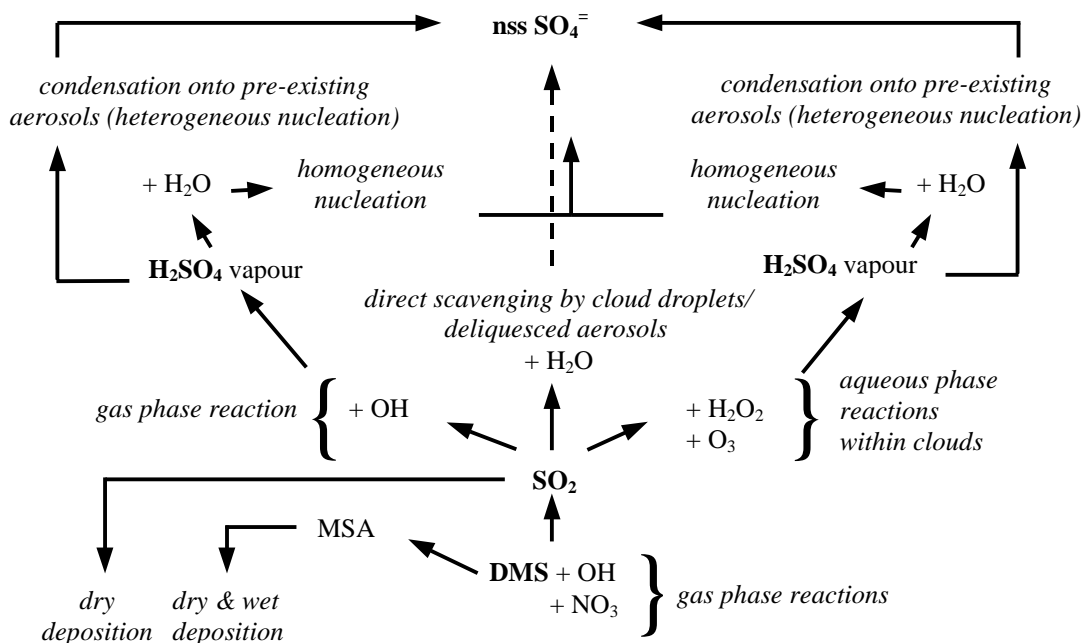 nss SO₄⁼
condensation onto pre-existing
aerosols (heterogeneous nucleation)
condensation onto pre-existing
aerosols (heterogeneous nucleation)
+ H₂O
homogeneous
nucleation
homogeneous
nucleation
+ H₂O
H₂SO₄ vapour
H₂SO₄ vapour
direct scavenging by cloud droplets/
deliquesced aerosols
+ H₂O
gas phase reaction
+ OH
+ H₂O₂
+ O₃
aqueous phase
reactions
within clouds
SO₂
MSA
DMS + OH
+ NO₃
gas phase reactions
dry
deposition
dry & wet
deposition